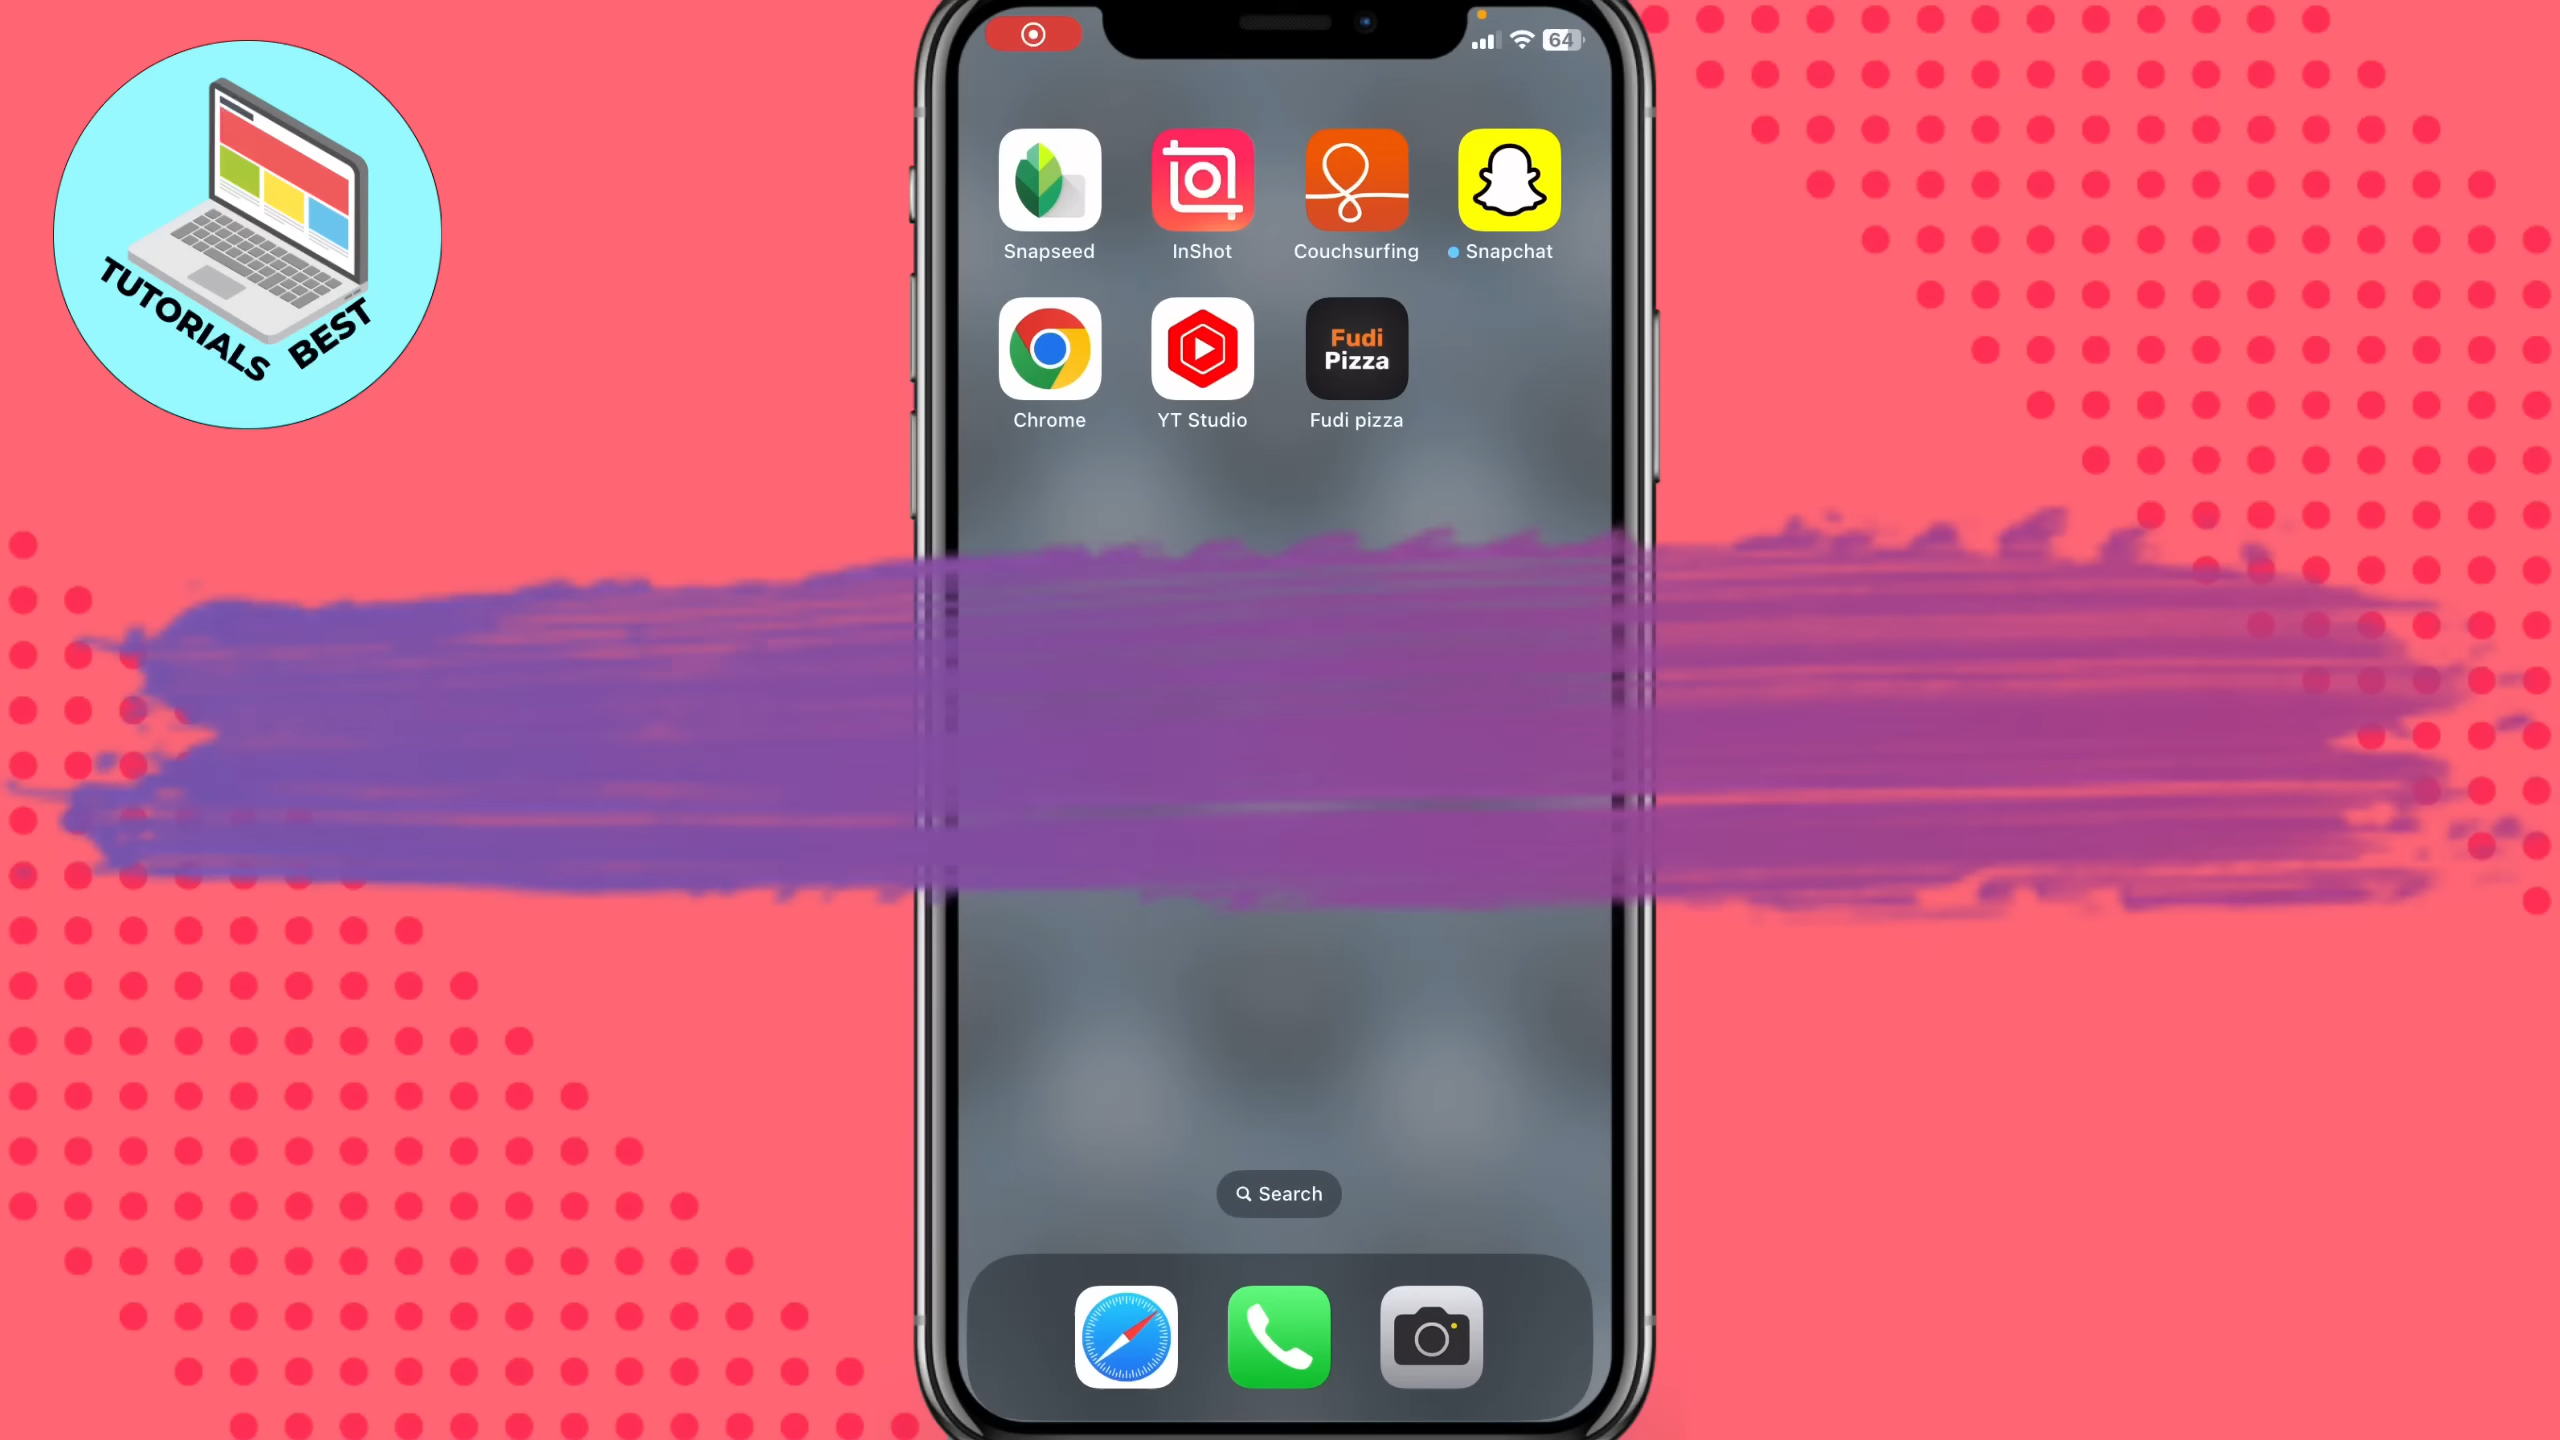 64
TUTORIALS BEST
Snapseed
InShot
Couchsurfing
Snapchat
Fudi
Pizza
Chrome
YT Studio
Fudi pizza
Search